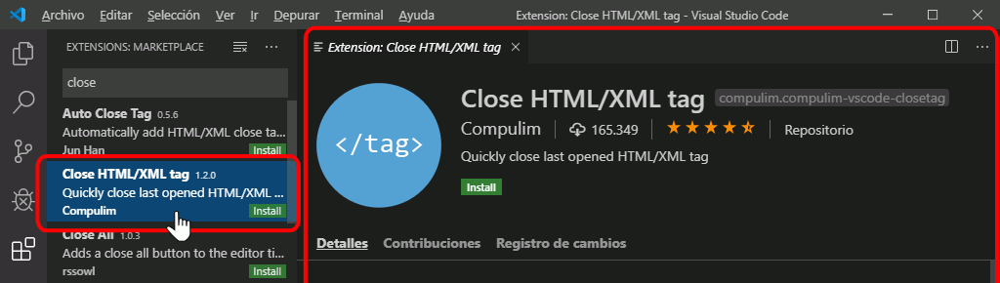 Archivo Editar Selección Ver Ir Depurar Terminal Ayuda Extension: Close HTML/XML tag - Visual Studio Code
EXTENSIONS: MARKETPLACE
close
Auto Close Tag 0.5.6
Automatically add HTML/XML close ta...
Jun Han Install
Close HTML/XML tag 1.2.0
Quickly close last opened HTML/XML ...
Compulim Install
Close All 1.0.3
Adds a close all button to the editor ti...
rssowl Install
Extension: Close HTML/XML tag
</tag>
Close HTML/XML tag compulim.compulim-vscode-closetag
Compulim 165.349 Repositorio
Quickly close last opened HTML/XML tag
Install
Detalles Contribuciones Registro de cambios